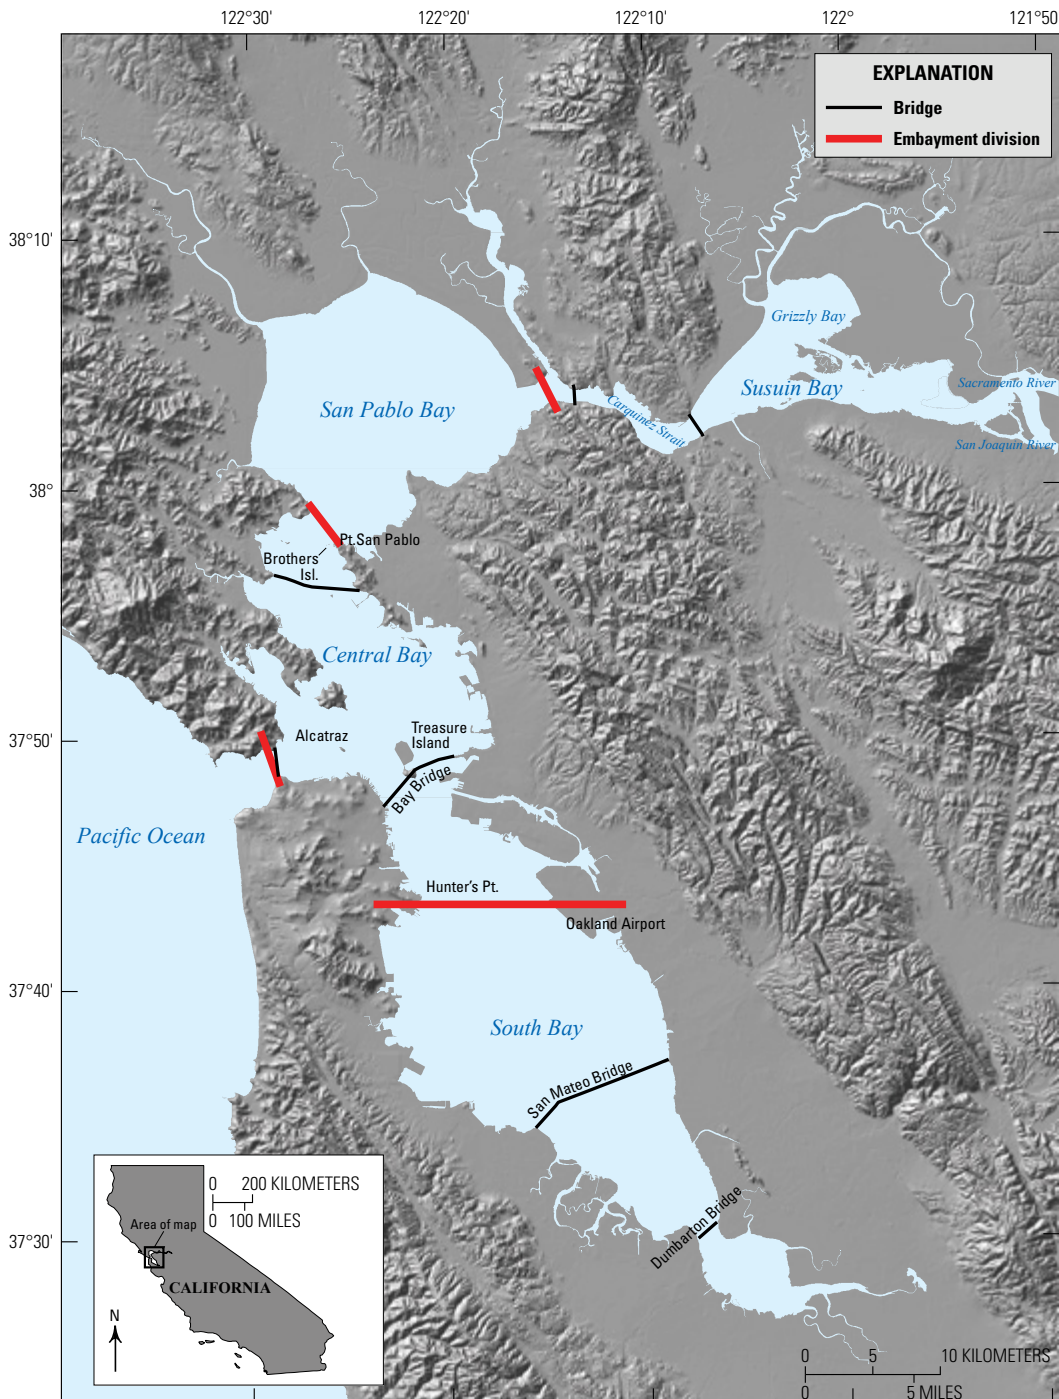 122°30'
122°20'
122°10'
122°
121°50'
EXPLANATION
Bridge
Embayment division
38°10'
Grizzly Bay
Susuin Bay
Sacramento River
San Joaquin River
Carquinez Strait
San Pablo Bay
38°
Pt.San Pablo
Brothers
Isl.
Central Bay
37°50'
Alcatraz
Treasure
Island
Bay Bridge
Pacific Ocean
Hunter's Pt.
Oakland Airport
37°40'
South Bay
San Mateo Bridge
Dumbarton Bridge
37°30'
0 200 KILOMETERS
0 100 MILES
Area of map
CALIFORNIA
N
0 5 10 KILOMETERS
0 5 MILES